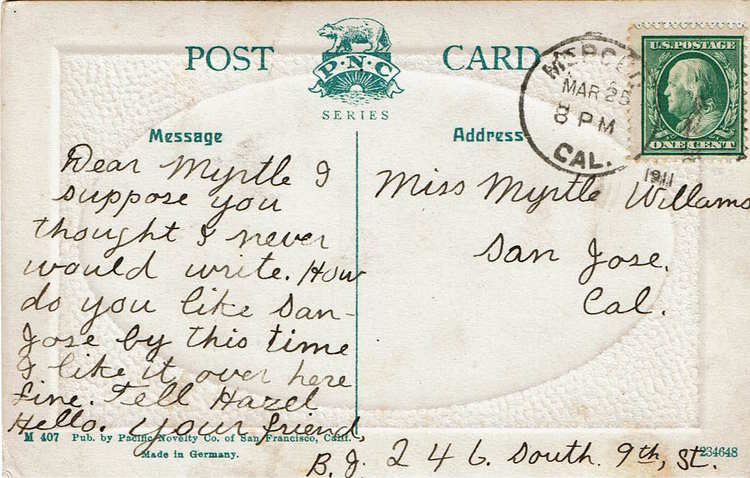 POST CARD
P·N·C
SERIES
MERCED
MAR 25
8 PM
CAL.
1911
U.S. POSTAGE
ONE CENT
Message
Dear Myrtle I
suppose you
thought I never
would write. How
do you like San-
Jose by this time
I like it over here
fine. Tell Hazel
Hello. Your friend,
B. J.
Address
Miss Myrtle Willams
San Jose.
Cal.
246. South. 9th, St.
M 407 Pub. by Pacific Novelty Co. of San Francisco, Calif.
Made in Germany.
234648